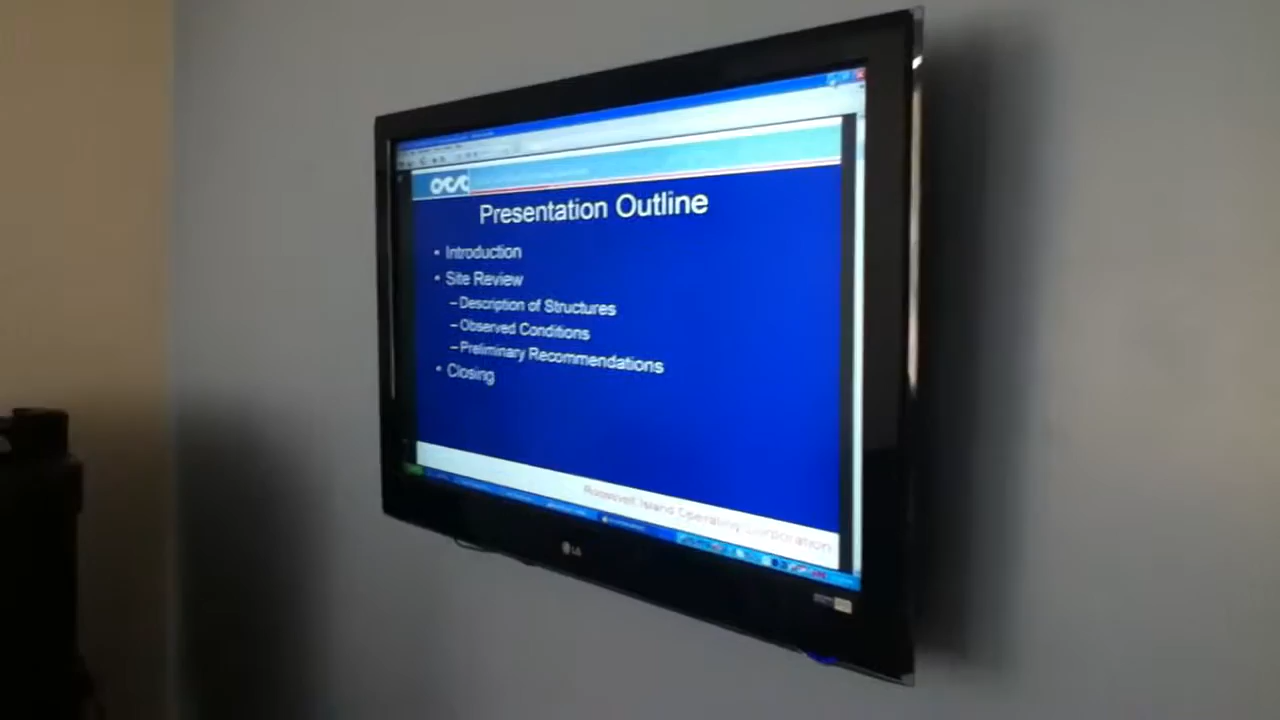 Presentation Outline
• Introduction
• Site Review
– Description of Structures
– Observed Conditions
– Preliminary Recommendations
• Closing
Roosevelt Island Operating Corporation
LG